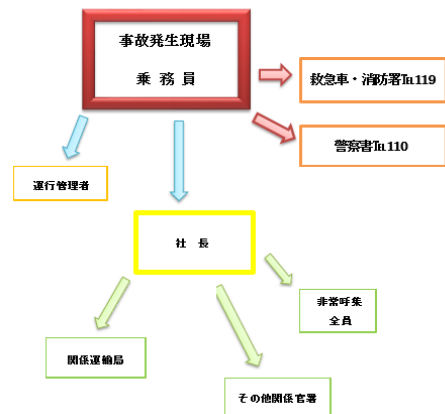 事故発生現場
乗務員
救急車・消防署℡119
警察書℡110
運行管理者
社長
非常呼集
全員
関係運輸局
その他関係官署